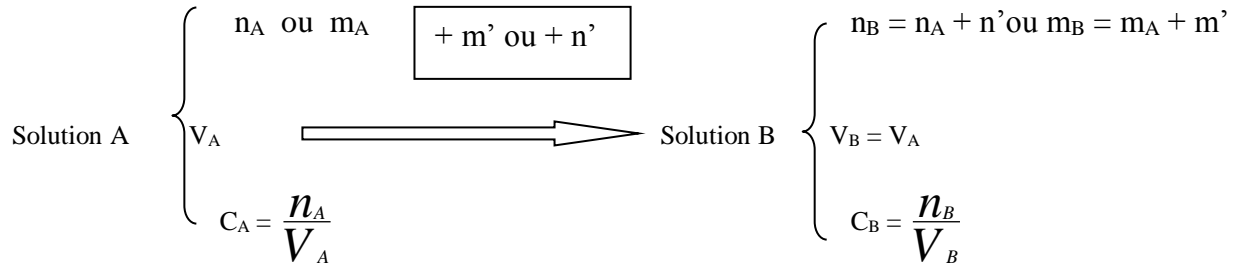 n_A ou m_A
+ m’ ou + n’
n_B = n_A + n’ou m_B = m_A + m’
Solution A
V_A
Solution B
V_B = V_A
C_A = n_A / V_A
C_B = n_B / V_B